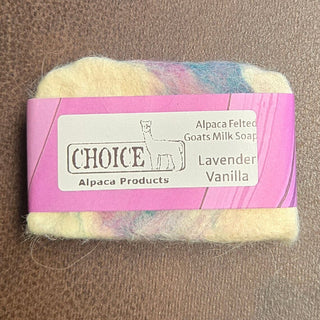 Alpaca Felted
Goats Milk Soap
CHOICE
Alpaca Products
Lavender
Vanilla